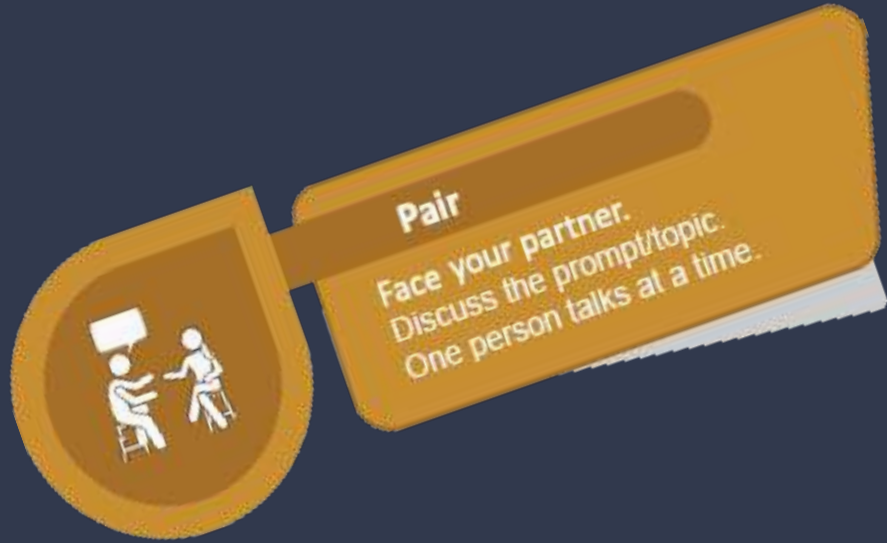 Pair
Face your partner.
Discuss the prompt/topic.
One person talks at a time.